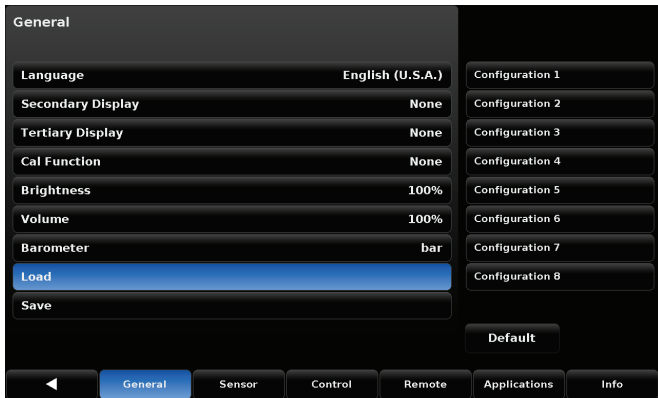 General
Language English (U.S.A.)
Secondary Display None
Tertiary Display None
Cal Function None
Brightness 100%
Volume 100%
Barometer bar
Load
Save
Configuration 1
Configuration 2
Configuration 3
Configuration 4
Configuration 5
Configuration 6
Configuration 7
Configuration 8
Default
General Sensor Control Remote Applications Info